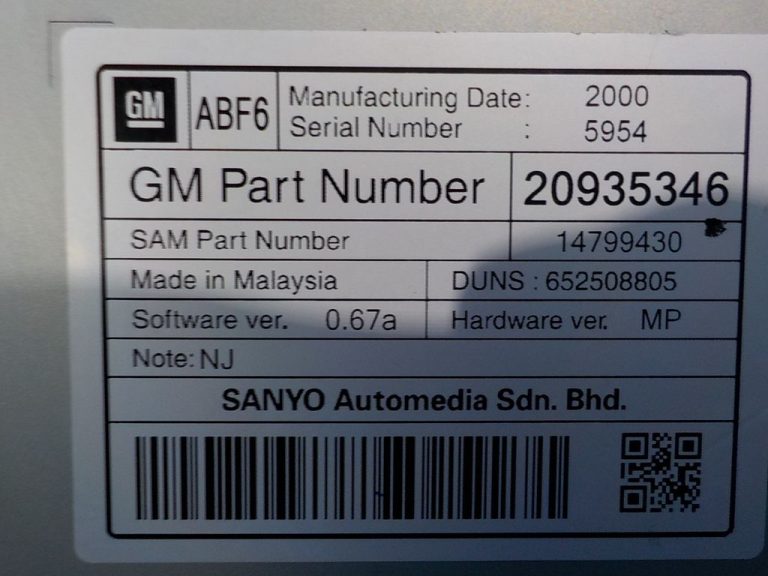 GM ABF6 Manufacturing Date: 2000
Serial Number : 5954
GM Part Number 20935346
SAM Part Number 14799430
Made in Malaysia DUNS : 652508805
Software ver. 0.67a Hardware ver. MP
Note: NJ
SANYO Automedia Sdn. Bhd.